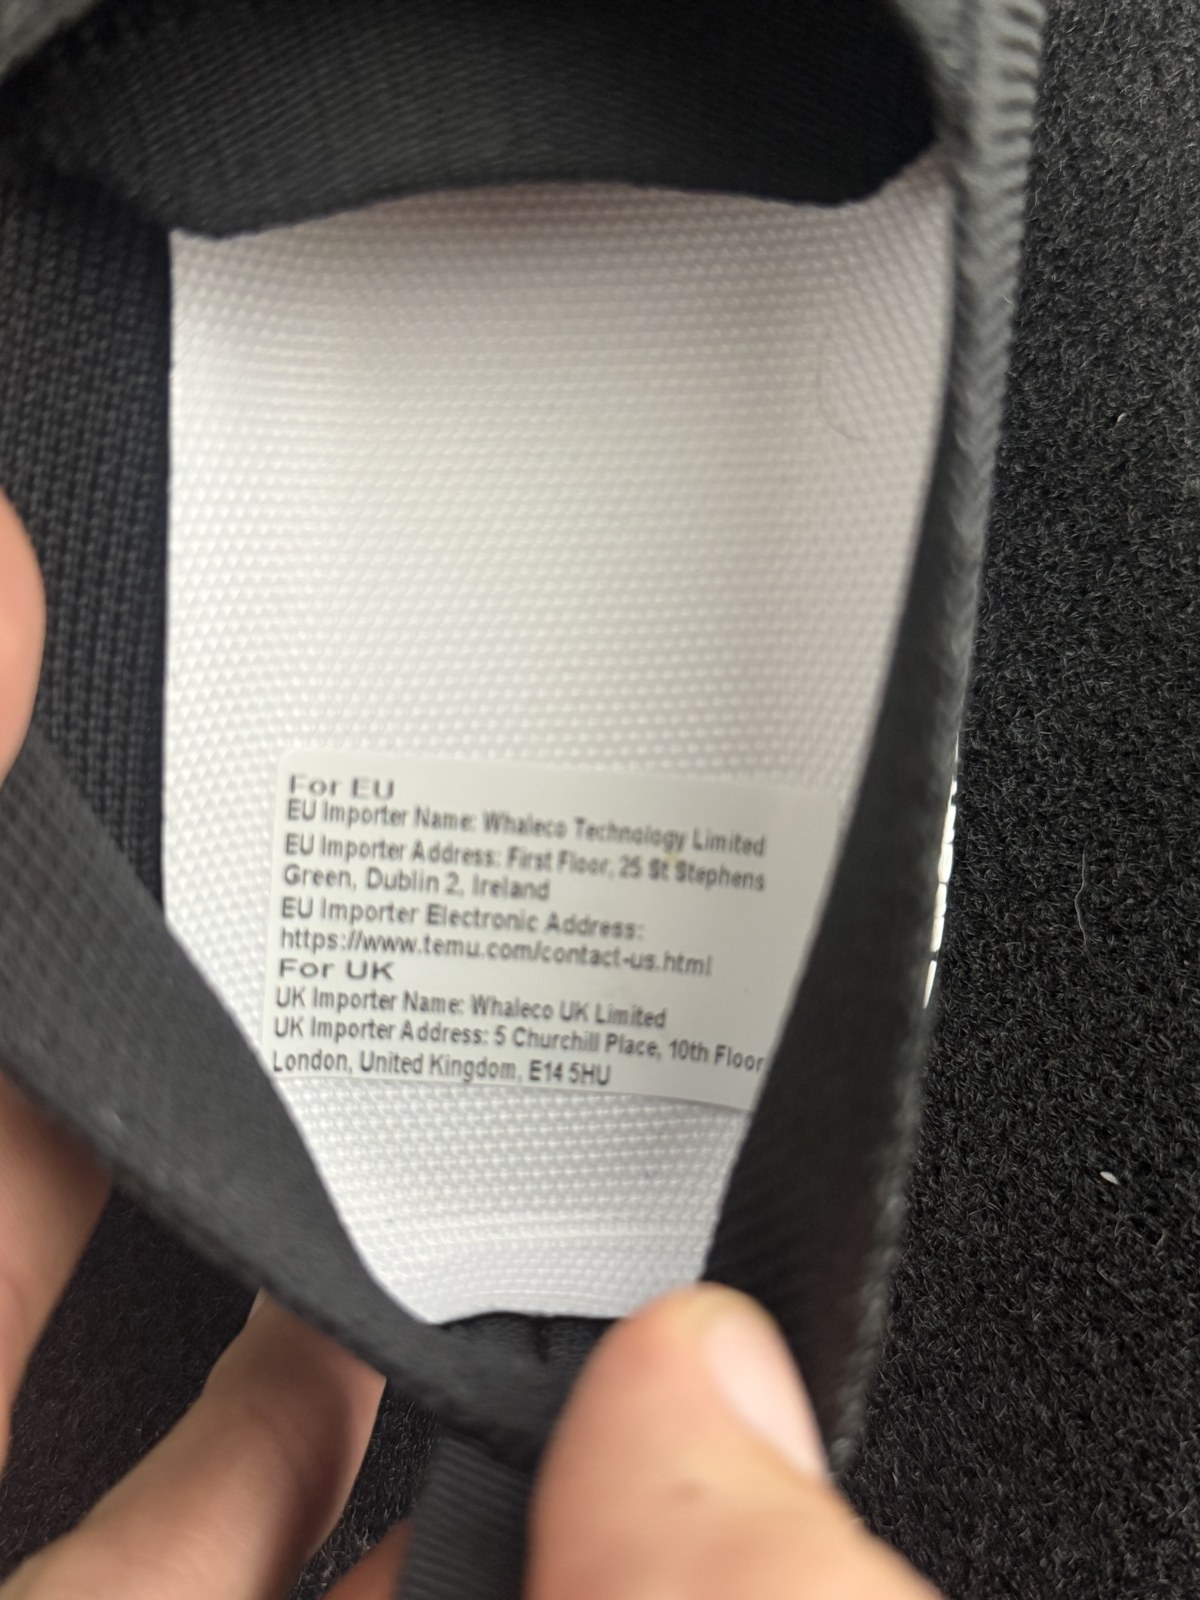 For EU
EU Importer Name: Whaleco Technology Limited
EU Importer Address: First Floor, 25 St Stephens
Green, Dublin 2, Ireland
EU Importer Electronic Address:
https://www.temu.com/contact-us.html
For UK
UK Importer Name: Whaleco UK Limited
UK Importer Address: 5 Churchill Place, 10th Floor
London, United Kingdom, E14 5HU